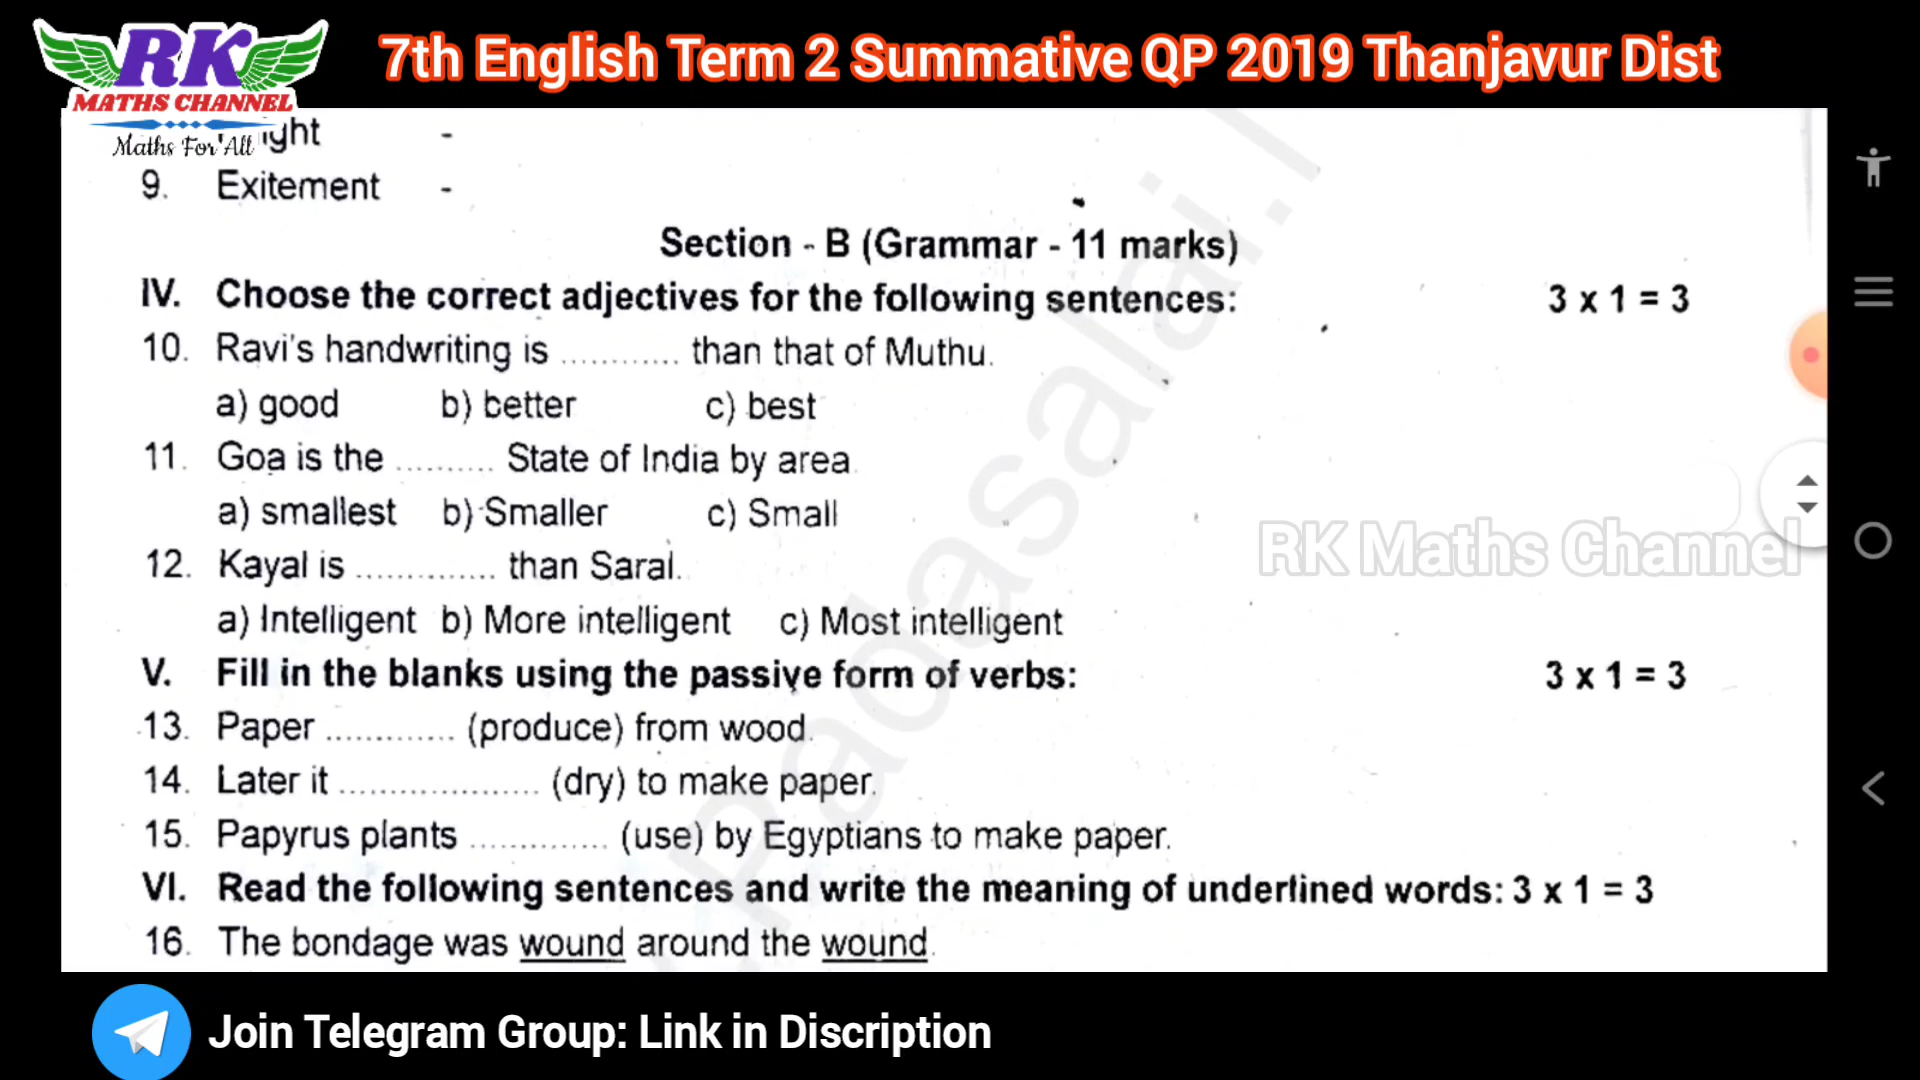 RK
MATHS CHANNEL
Maths For All
7th English Term 2 Summative QP 2019 Thanjavur Dist
-
9. Exitement -
Section - B (Grammar - 11 marks)
IV. Choose the correct adjectives for the following sentences: 3 x 1 = 3
10. Ravi's handwriting is ............ than that of Muthu.
a) good b) better c) best
11. Goa is the .......... State of India by area
a) smallest b) Smaller c) Small
RK Maths Channel
12. Kayal is .............. than Saral.
a) Intelligent b) More intelligent c) Most intelligent
V. Fill in the blanks using the passive form of verbs: 3 x 1 = 3
13. Paper ............. (produce) from wood.
14. Later it .................... (dry) to make paper.
15. Papyrus plants .............. (use) by Egyptians to make paper.
VI. Read the following sentences and write the meaning of underlined words: 3 x 1 = 3
16. The bondage was wound around the wound.
Join Telegram Group: Link in Discription